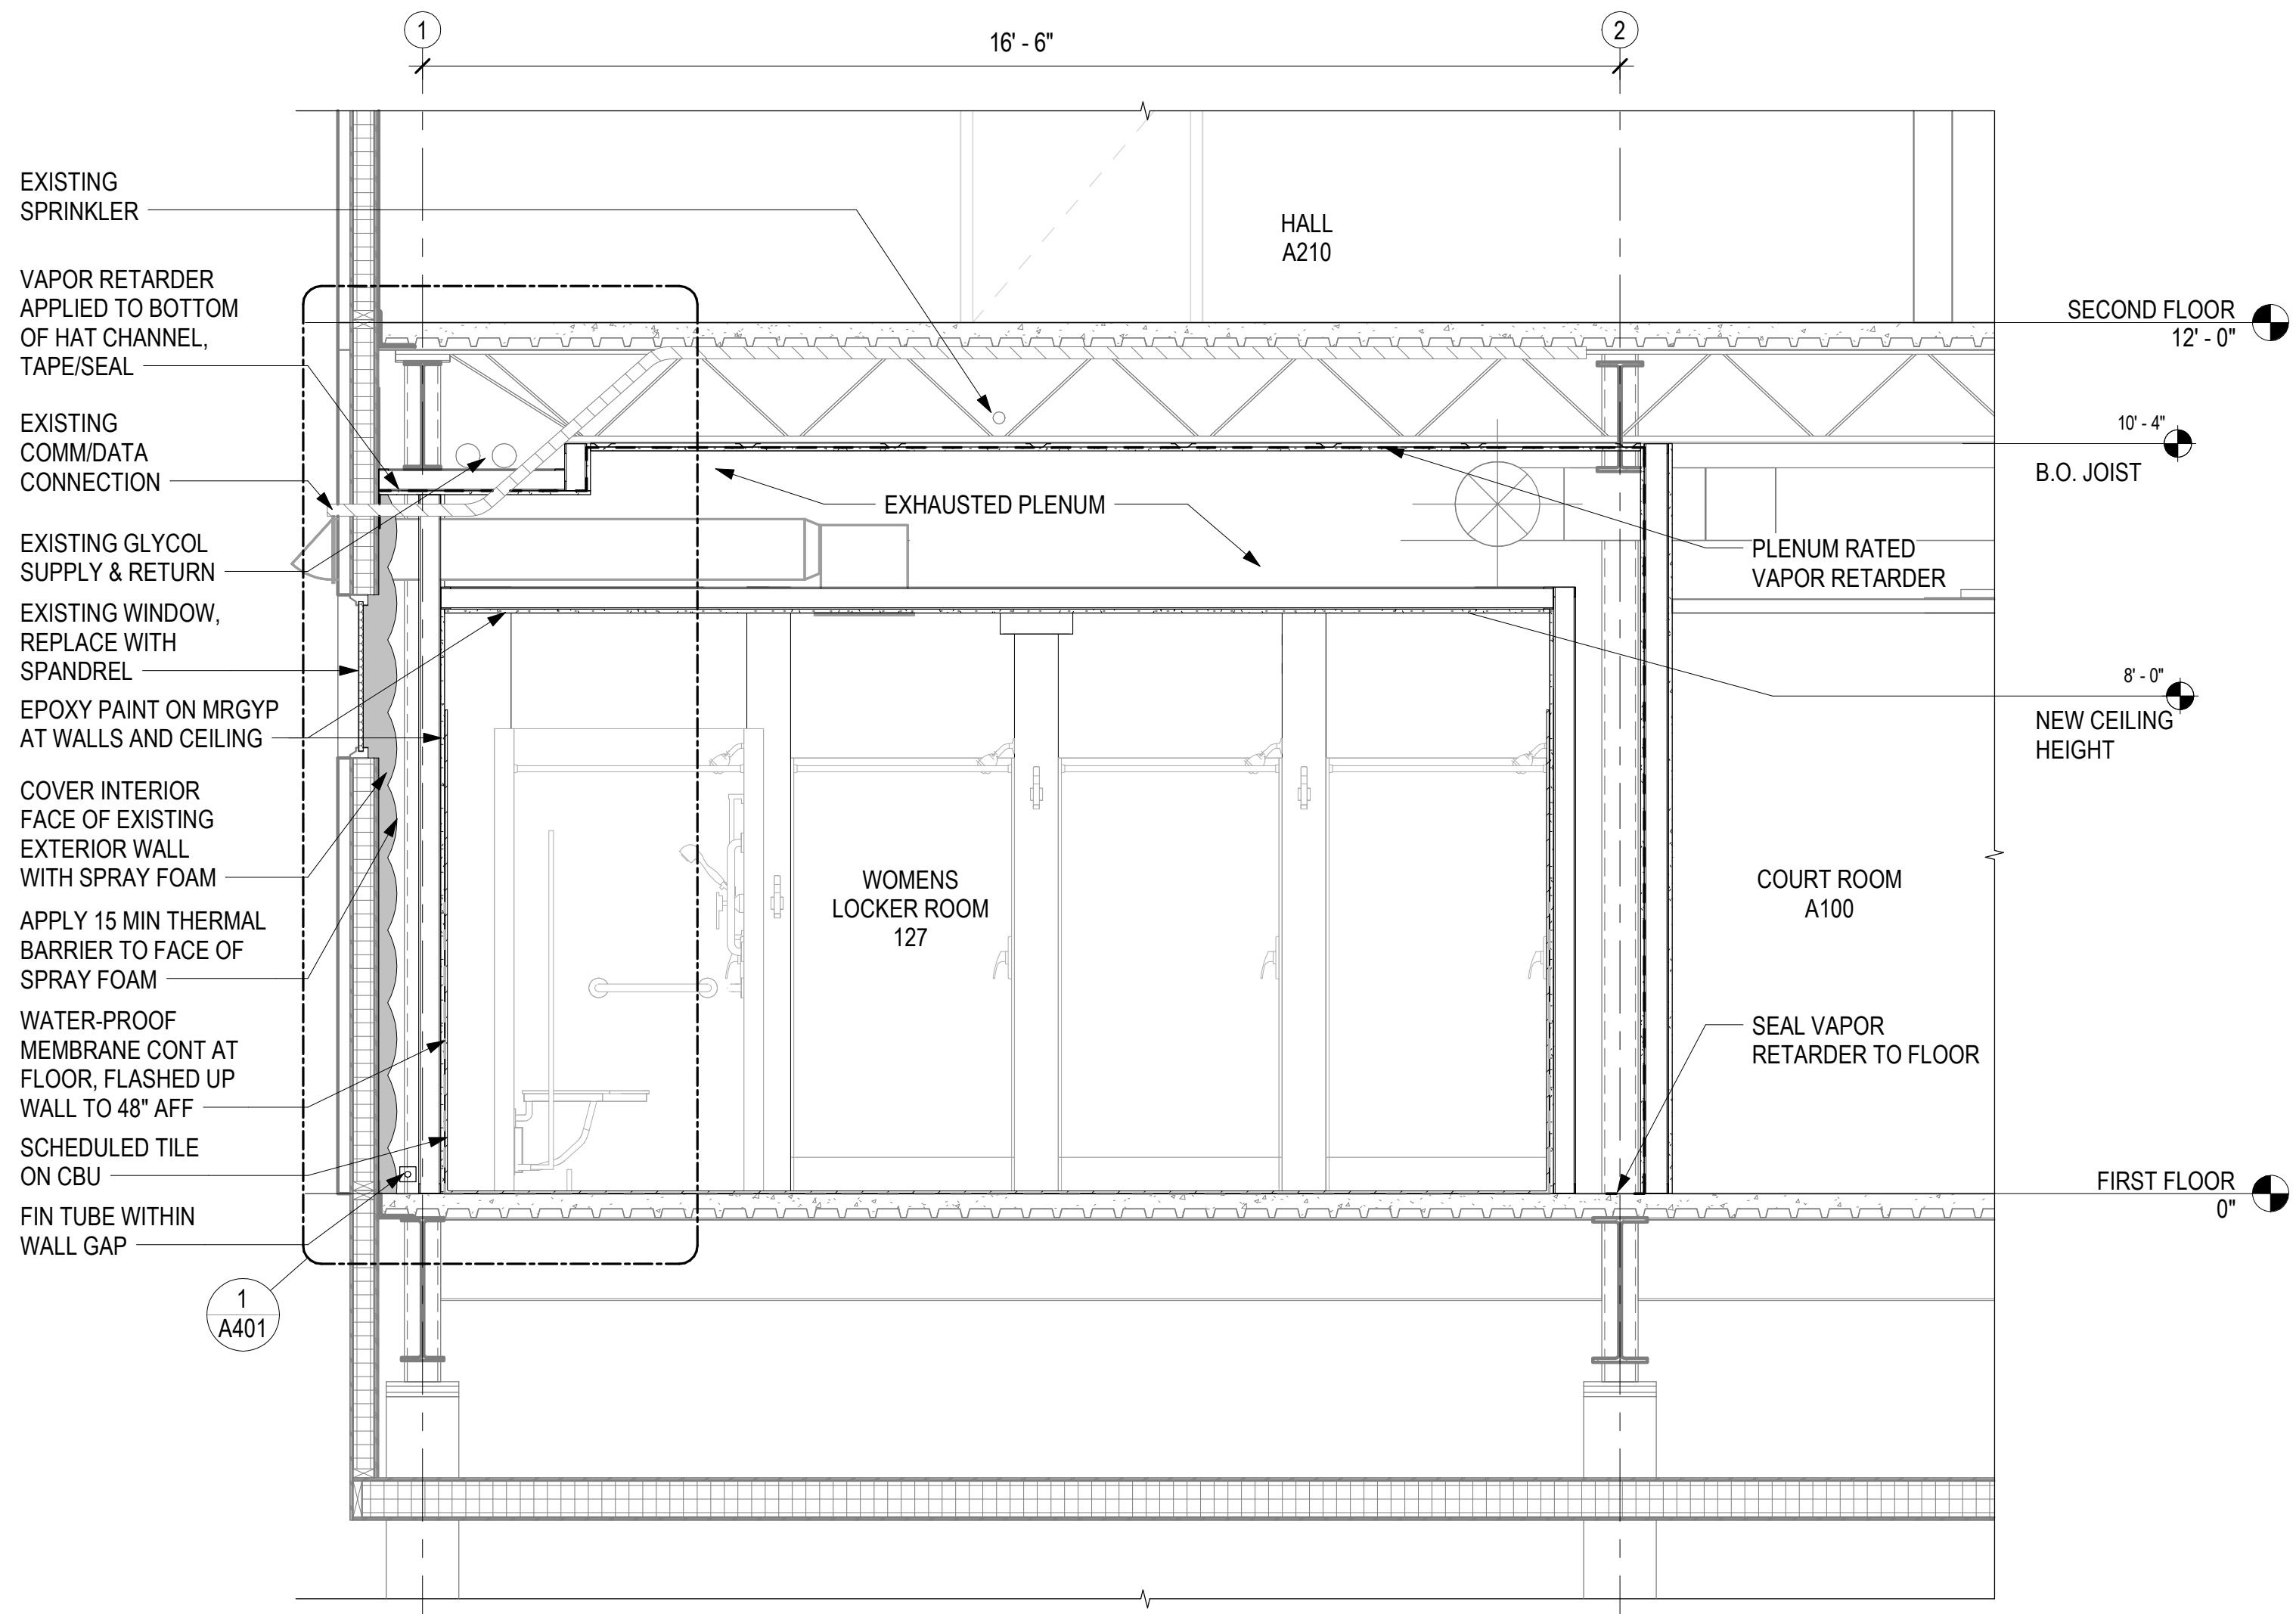 1
2
16' - 6"
EXISTING
SPRINKLER
HALL
A210
VAPOR RETARDER
APPLIED TO BOTTOM
OF HAT CHANNEL,
TAPE/SEAL
SECOND FLOOR
12' - 0"
EXISTING
COMM/DATA
CONNECTION
10' - 4"
B.O. JOIST
EXHAUSTED PLENUM
EXISTING GLYCOL
SUPPLY & RETURN
PLENUM RATED
VAPOR RETARDER
EXISTING WINDOW,
REPLACE WITH
SPANDREL
8' - 0"
NEW CEILING
HEIGHT
EPOXY PAINT ON MRGYP
AT WALLS AND CEILING
COVER INTERIOR
FACE OF EXISTING
EXTERIOR WALL
WITH SPRAY FOAM
WOMENS
LOCKER ROOM
127
COURT ROOM
A100
APPLY 15 MIN THERMAL
BARRIER TO FACE OF
SPRAY FOAM
WATER-PROOF
MEMBRANE CONT AT
FLOOR, FLASHED UP
WALL TO 48" AFF
SEAL VAPOR
RETARDER TO FLOOR
SCHEDULED TILE
ON CBU
FIRST FLOOR
0"
FIN TUBE WITHIN
WALL GAP
1
A401